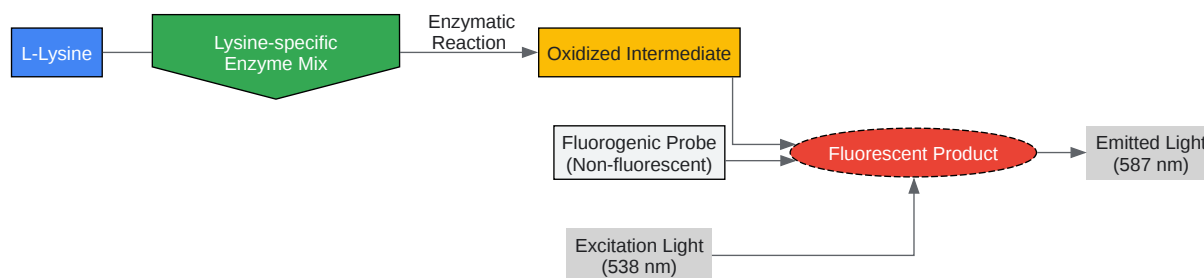 L-Lysine
Lysine-specific
Enzyme Mix
Enzymatic
Reaction
Oxidized Intermediate
Fluorogenic Probe
(Non-fluorescent)
Fluorescent Product
Emitted Light
(587 nm)
Excitation Light
(538 nm)